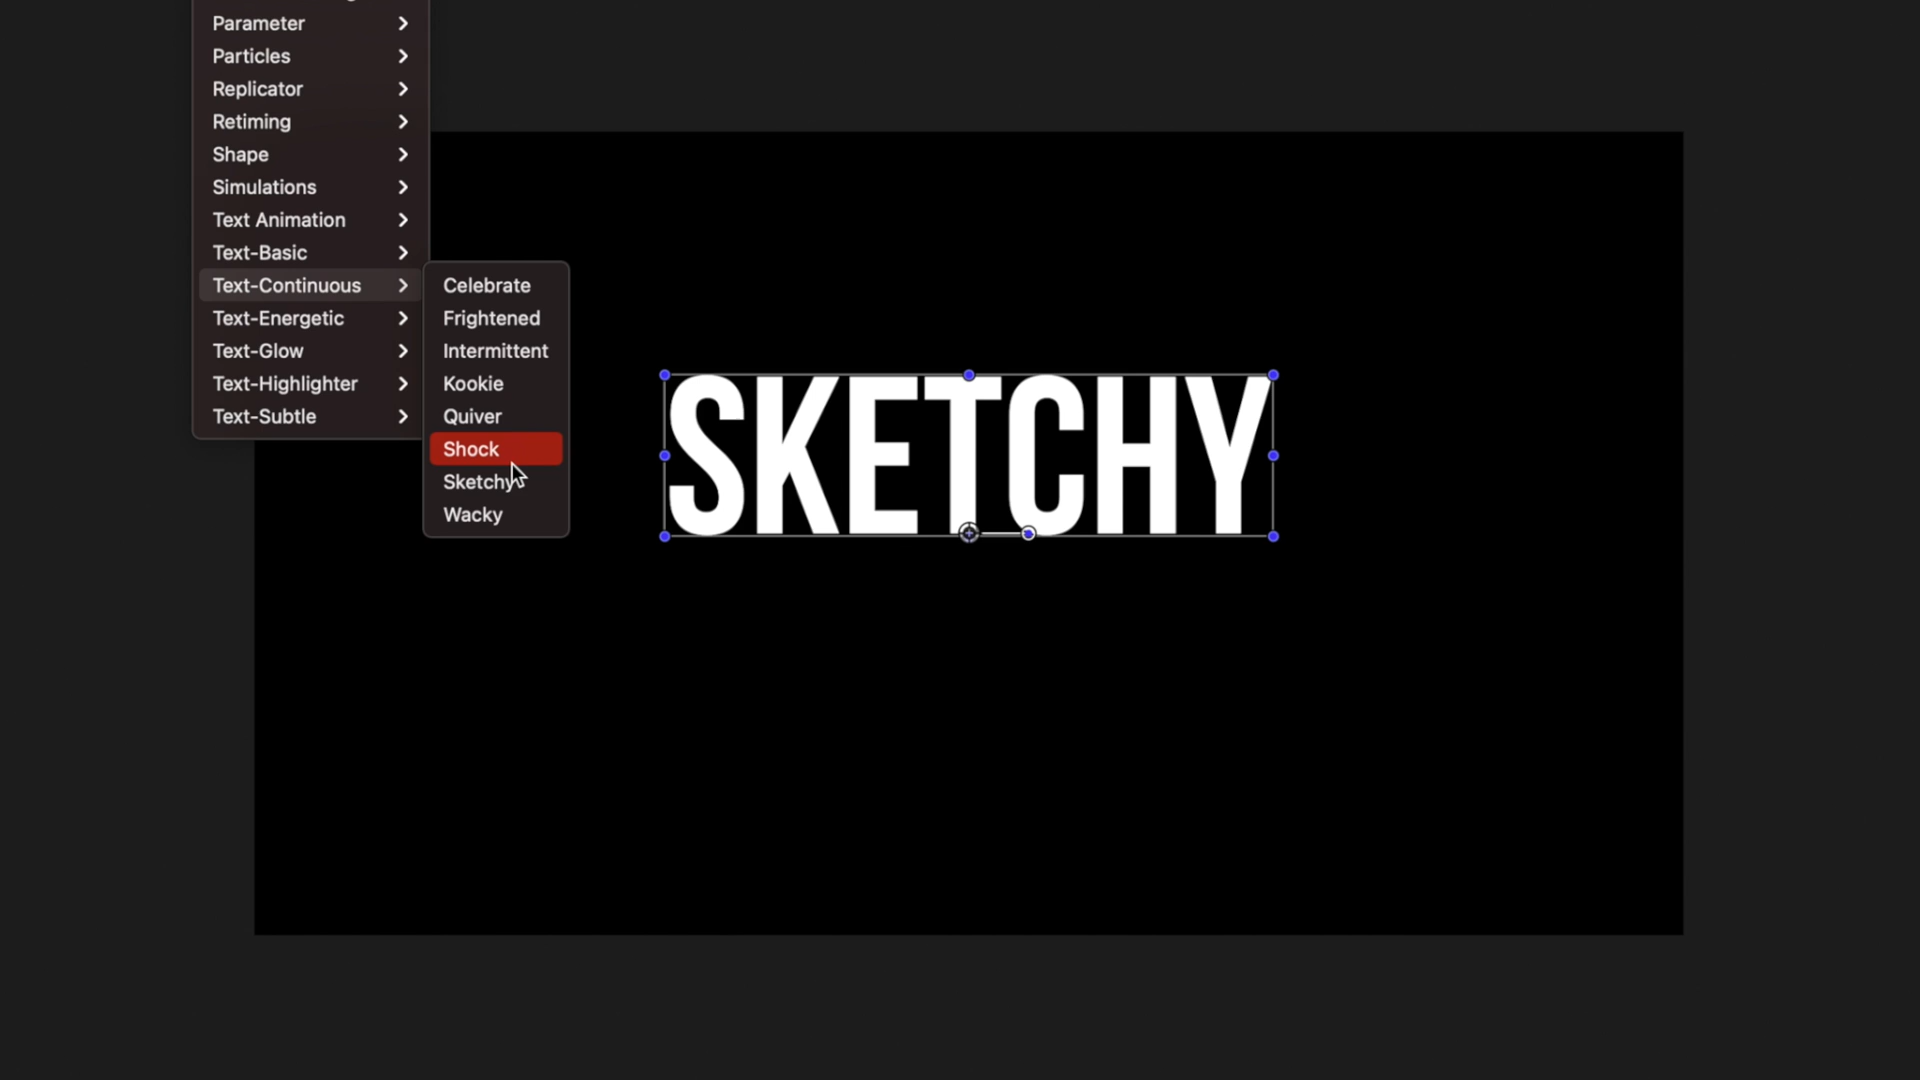 Parameter
Particles
Replicator
Retiming
Shape
Simulations
Text Animation
Text-Basic
Text-Continuous
Text-Energetic
Text-Glow
Text-Highlighter
Text-Subtle
Celebrate
Frightened
Intermittent
Kookie
Quiver
Shock
Sketchy
Wacky
SKETCHY